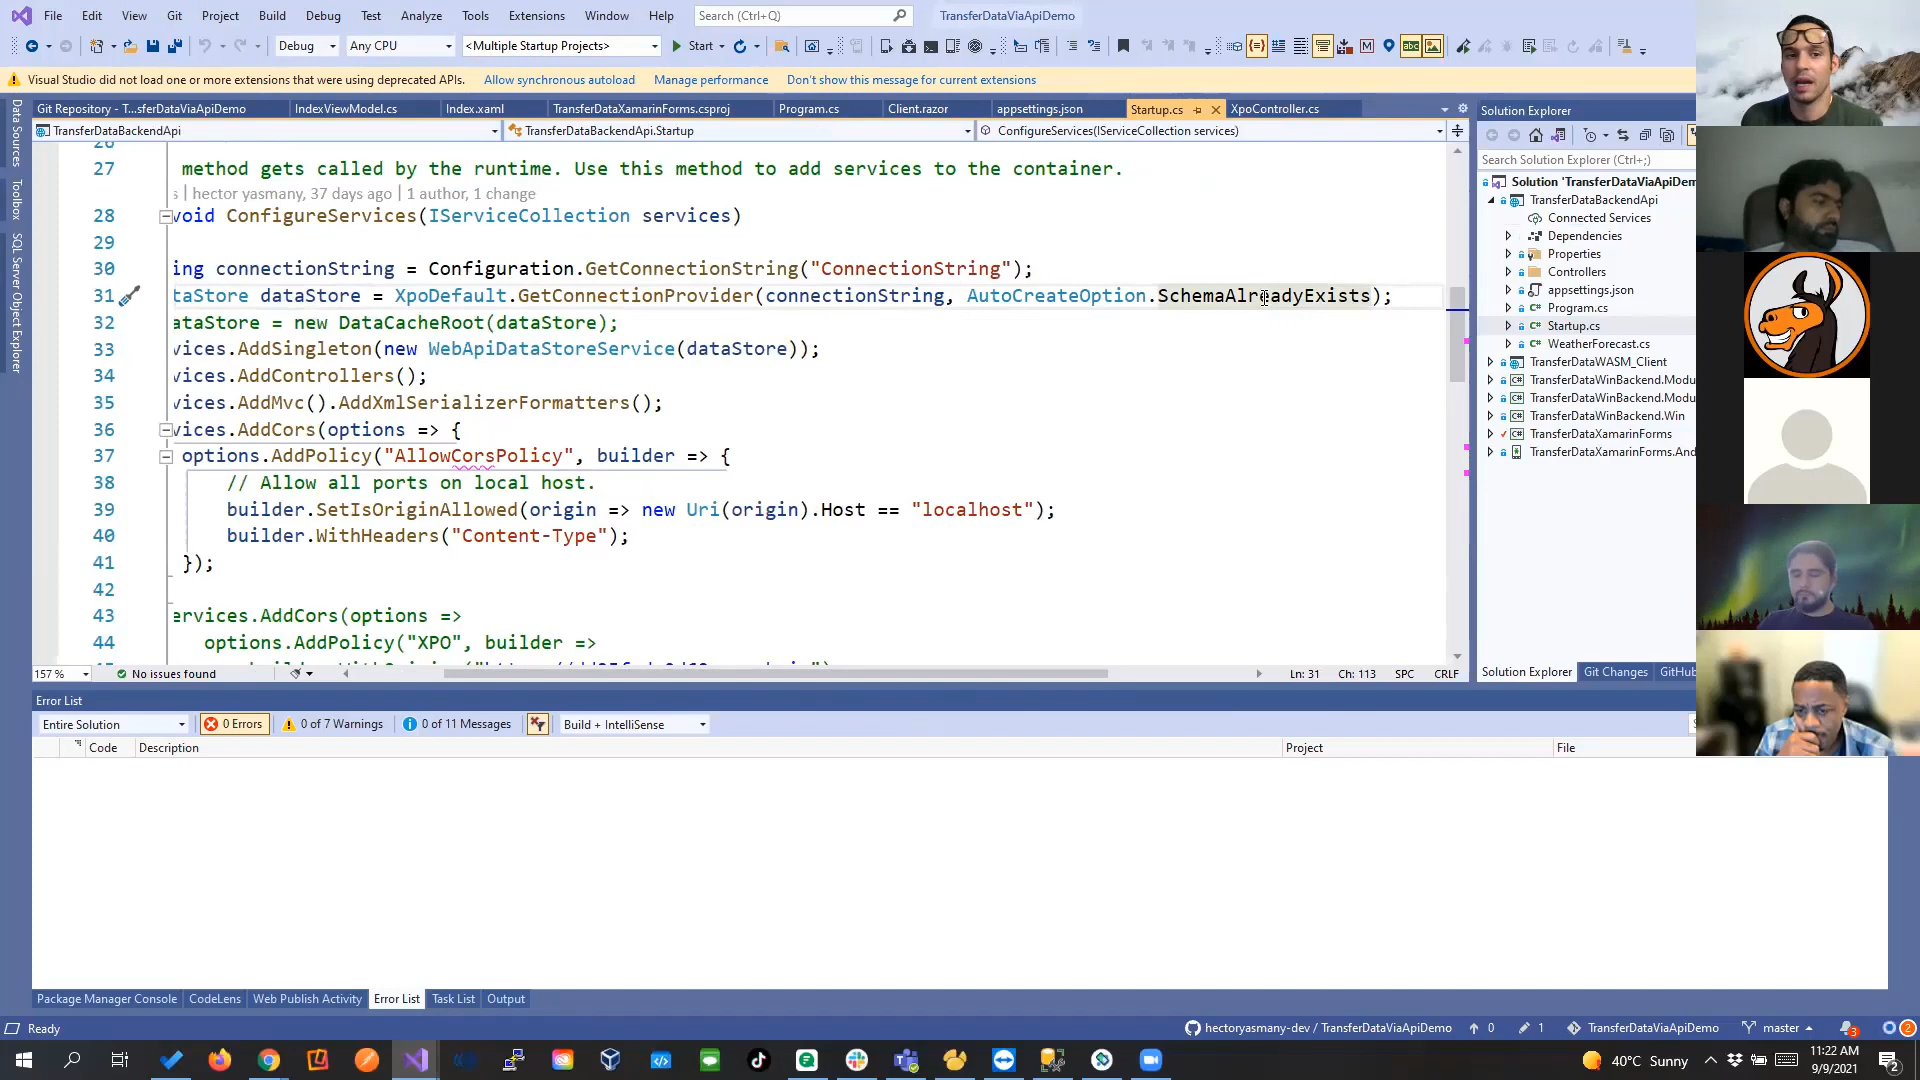 File Edit View Git Project Build Debug Test Analyze Tools Extensions Window Help Search (Ctrl+Q) TransferDataViaApiDemo
Debug Any CPU <Multiple Startup Projects> Start
Visual Studio did not load one or more extensions that were using deprecated APIs. Allow synchronous autoload Manage performance Don't show this message for current extensions
Git Repository - T...sferDataViaApiDemo IndexViewModel.cs Index.xaml TransferDataXamarinForms.csproj Program.cs Client.razor appsettings.json Startup.cs XpoController.cs
TransferDataBackendApi TransferDataBackendApi.Startup ConfigureServices(IServiceCollection services)
Data Sources
Toolbox
SQL Server Object Explorer
27 method gets called by the runtime. Use this method to add services to the container.
s | hector yasmany, 37 days ago | 1 author, 1 change
28 void ConfigureServices(IServiceCollection services)
29
30 ing connectionString = Configuration.GetConnectionString("ConnectionString");
31 taStore dataStore = XpoDefault.GetConnectionProvider(connectionString, AutoCreateOption.SchemaAlreadyExists);
32 ataStore = new DataCacheRoot(dataStore);
33 vices.AddSingleton(new WebApiDataStoreService(dataStore));
34 vices.AddControllers();
35 vices.AddMvc().AddXmlSerializerFormatters();
36 vices.AddCors(options => {
37 options.AddPolicy("AllowCorsPolicy", builder => {
38 // Allow all ports on local host.
39 builder.SetIsOriginAllowed(origin => new Uri(origin).Host == "localhost");
40 builder.WithHeaders("Content-Type");
41 });
42
43 ervices.AddCors(options =>
44 options.AddPolicy("XPO", builder =>
157 % No issues found Ln: 31 Ch: 113 SPC CRLF
Solution Explorer
Search Solution Explorer (Ctrl+;)
Solution 'TransferDataViaApiDem
TransferDataBackendApi
Connected Services
Dependencies
Properties
Controllers
appsettings.json
Program.cs
Startup.cs
WeatherForecast.cs
TransferDataWASM_Client
TransferDataWinBackend.Modu
TransferDataWinBackend.Modu
TransferDataWinBackend.Win
TransferDataXamarinForms
TransferDataXamarinForms.And
Solution Explorer Git Changes GitHub
Error List
Entire Solution 0 Errors 0 of 7 Warnings 0 of 11 Messages Build + IntelliSense
Code Description Project File
Package Manager Console CodeLens Web Publish Activity Error List Task List Output
Ready hectoryasmany-dev / TransferDataViaApiDemo 0 1 TransferDataViaApiDemo master 3 2
40°C Sunny 11:22 AM
9/9/2021 2